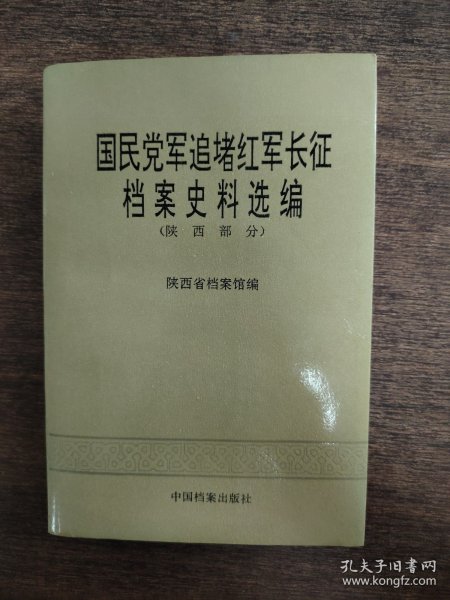 国民党军追堵红军长征
档案史料选编
(陕西部分)
陕西省档案馆编
中国档案出版社
孔夫子旧书网
www.kongfz.com